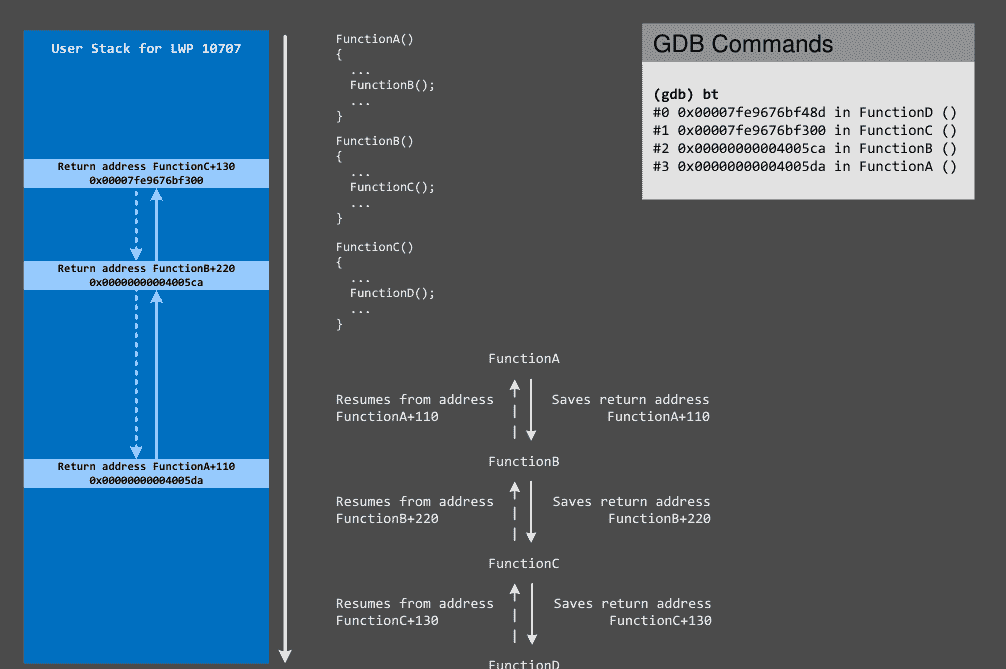 User Stack for LWP 10707
Return address FunctionC+130
0x00007fe9676bf300
Return address FunctionB+220
0x00000000004005ca
Return address FunctionA+110
0x00000000004005da
FunctionA()
{
...
FunctionB();
...
}
FunctionB()
{
...
FunctionC();
...
}
FunctionC()
{
...
FunctionD();
...
}
FunctionA
Resumes from address
FunctionA+110
Saves return address
FunctionA+110
FunctionB
Resumes from address
FunctionB+220
Saves return address
FunctionB+220
FunctionC
Resumes from address
FunctionC+130
Saves return address
FunctionC+130
FunctionD
GDB Commands
(gdb) bt
#0 0x00007fe9676bf48d in FunctionD ()
#1 0x00007fe9676bf300 in FunctionC ()
#2 0x00000000004005ca in FunctionB ()
#3 0x00000000004005da in FunctionA ()